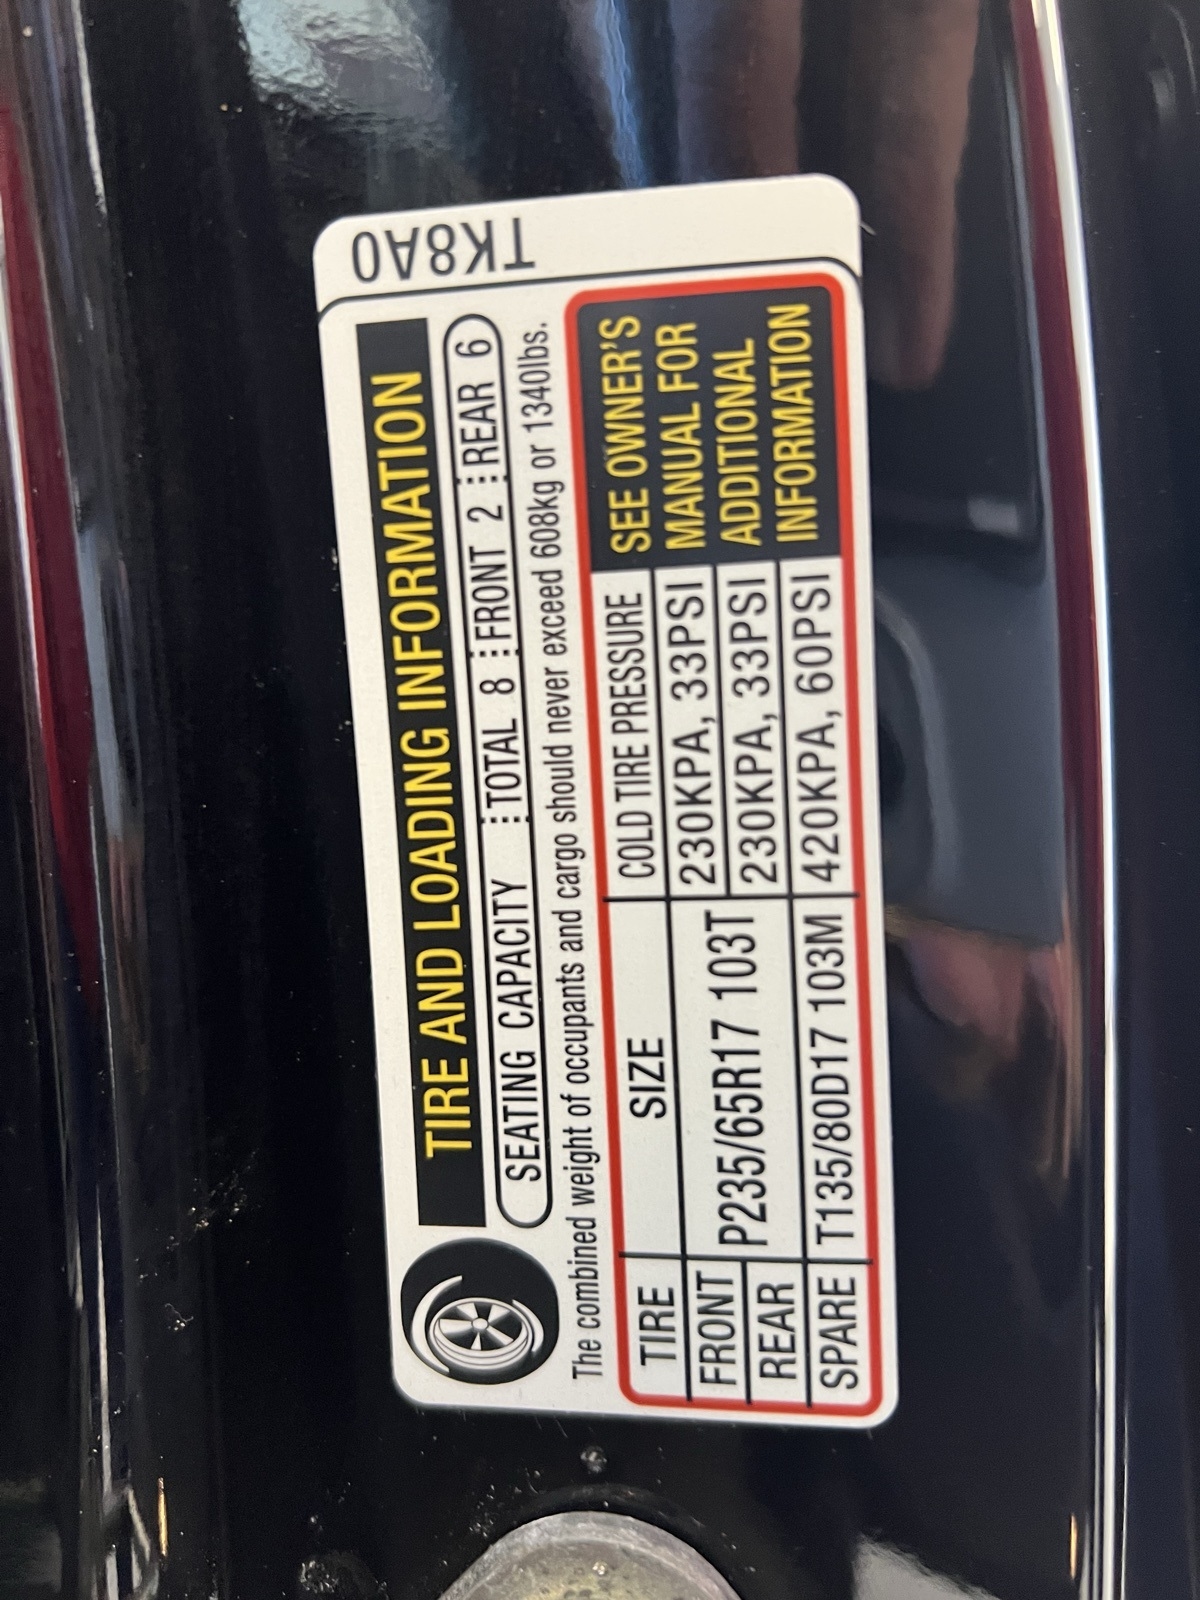 TIRE AND LOADING INFORMATION
SEATING CAPACITY TOTAL 8 FRONT 2 REAR 6
The combined weight of occupants and cargo should never exceed 608kg or 1340lbs.
TIRE SIZE COLD TIRE PRESSURE
FRONT P235/65R17 103T 230KPA, 33PSI
REAR 230KPA, 33PSI
SPARE T135/80D17 103M 420KPA, 60PSI
SEE OWNER'S
MANUAL FOR
ADDITIONAL
INFORMATION
TK8A0